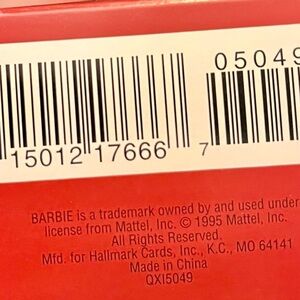 0504
15012 17666 7
BARBIE is a trademark owned by and used under
license from Mattel, Inc. © 1995 Mattel, Inc.
All Rights Reserved.
Mfd. for Hallmark Cards, Inc., K.C., MO 64141
Made in China
QXI5049